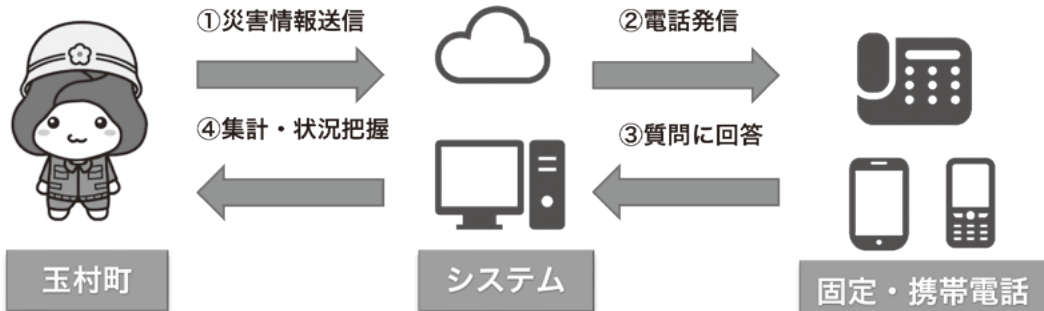 ①災害情報送信
②電話発信
④集計・状況把握
③質問に回答
玉村町
システム
固定・携帯電話